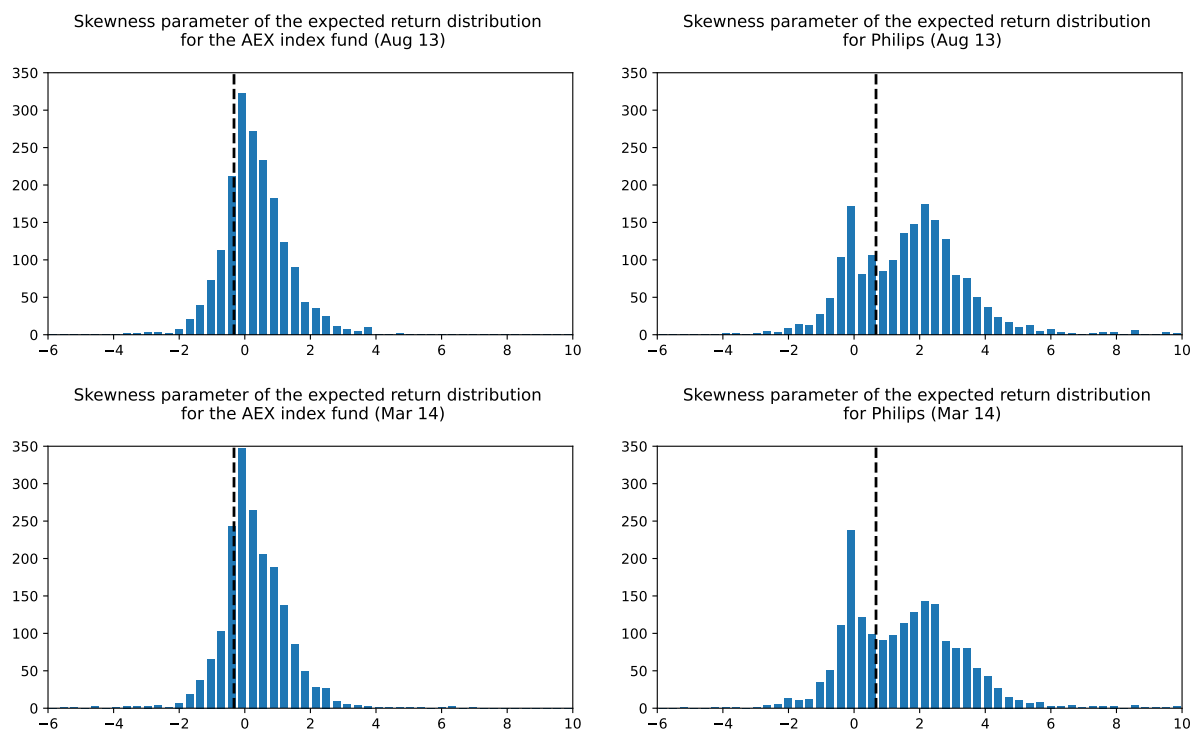 Skewness parameter of the expected return distribution
for the AEX index fund (Aug 13)
350
300
250
200
150
100
50
0
−6 −4 −2 0 2 4 6 8 10
Skewness parameter of the expected return distribution
for Philips (Aug 13)
350
300
250
200
150
100
50
0
−6 −4 −2 0 2 4 6 8 10
Skewness parameter of the expected return distribution
for the AEX index fund (Mar 14)
350
300
250
200
150
100
50
0
−6 −4 −2 0 2 4 6 8 10
Skewness parameter of the expected return distribution
for Philips (Mar 14)
350
300
250
200
150
100
50
0
−6 −4 −2 0 2 4 6 8 10